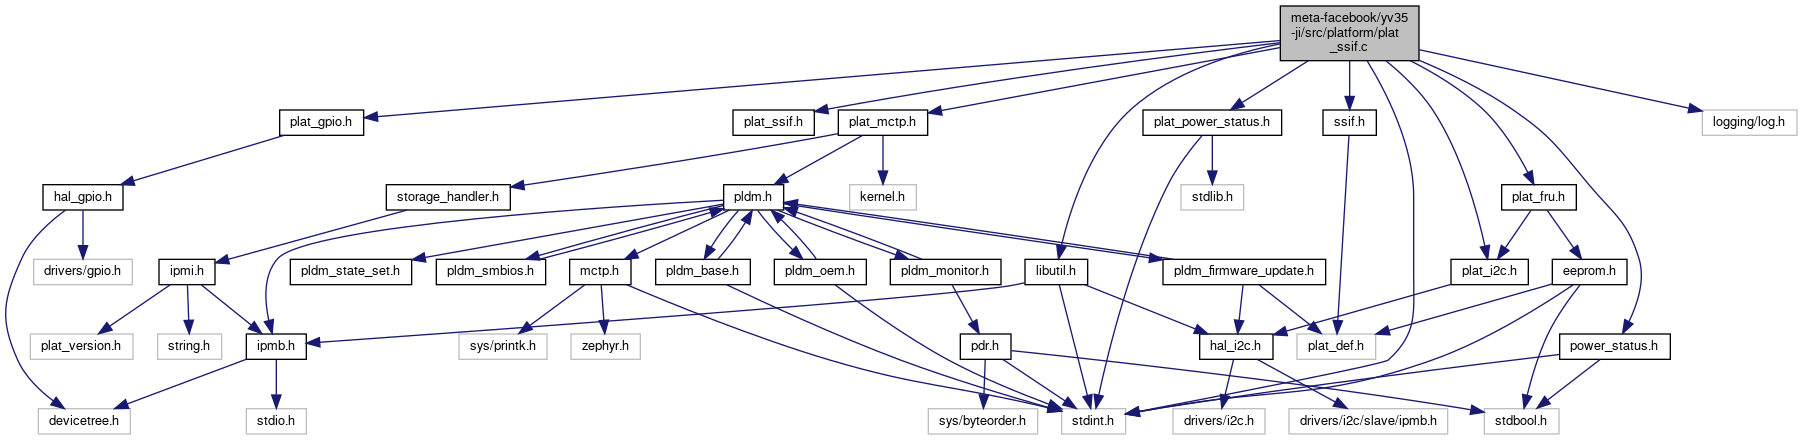 meta-facebook/yv35
-ji/src/platform/plat
_ssif.c
plat_gpio.h
plat_ssif.h
plat_mctp.h
plat_power_status.h
ssif.h
logging/log.h
hal_gpio.h
storage_handler.h
pldm.h
kernel.h
stdlib.h
plat_fru.h
drivers/gpio.h
ipmi.h
pldm_state_set.h
pldm_smbios.h
mctp.h
pldm_base.h
pldm_oem.h
pldm_monitor.h
libutil.h
pldm_firmware_update.h
plat_i2c.h
eeprom.h
plat_version.h
string.h
ipmb.h
sys/printk.h
zephyr.h
pdr.h
hal_i2c.h
plat_def.h
power_status.h
devicetree.h
stdio.h
sys/byteorder.h
stdint.h
drivers/i2c.h
drivers/i2c/slave/ipmb.h
stdbool.h